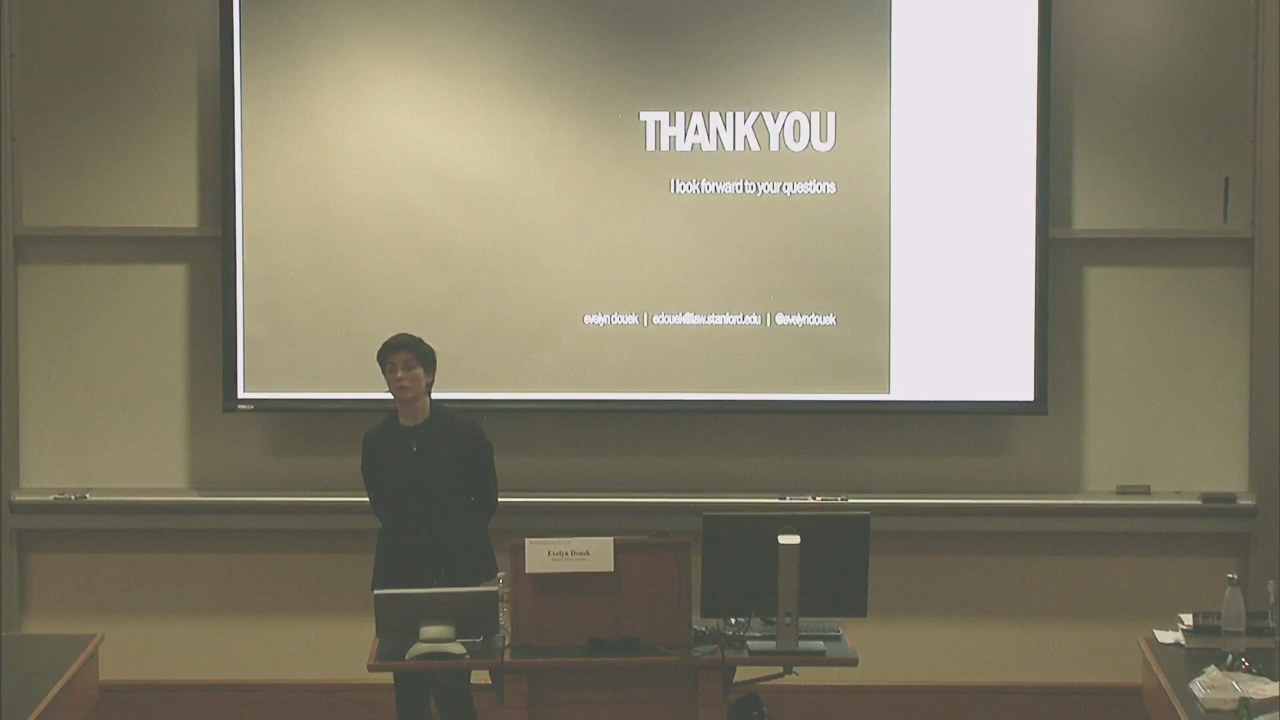 THANK YOU
I look forward to your questions
evelyn douek | edouek@law.stanford.edu | @evelyndouek
Evelyn Douek